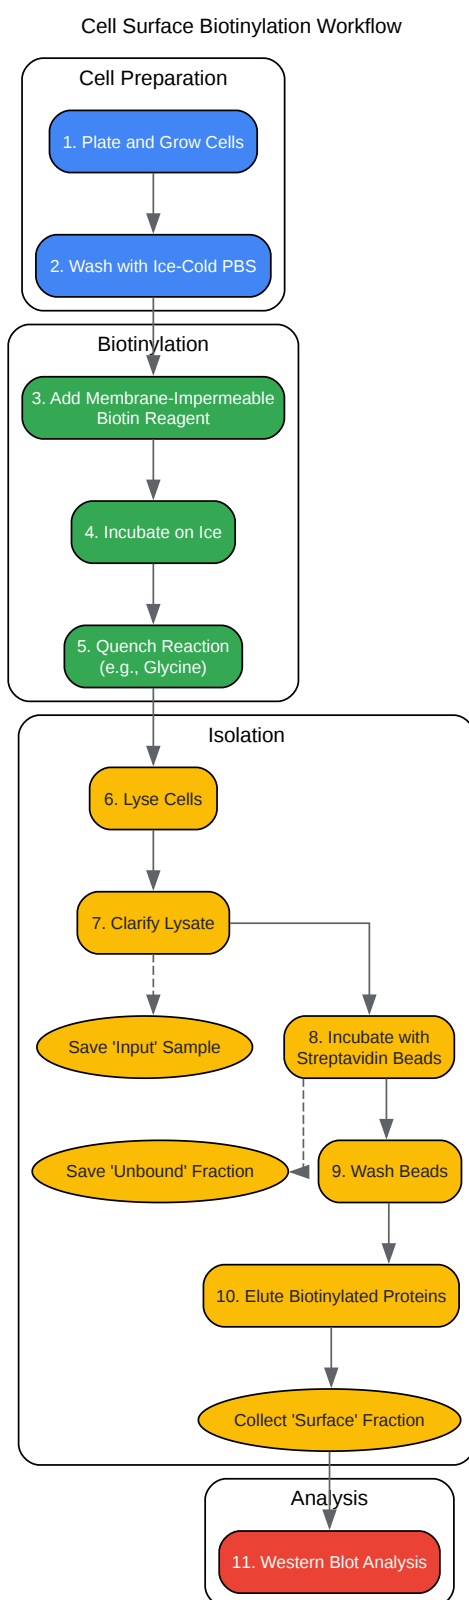 Cell Surface Biotinylation Workflow
Cell Preparation
1. Plate and Grow Cells
2. Wash with Ice-Cold PBS
Biotinylation
3. Add Membrane-Impermeable
Biotin Reagent
4. Incubate on Ice
5. Quench Reaction
(e.g., Glycine)
Isolation
6. Lyse Cells
7. Clarify Lysate
Save 'Input' Sample
8. Incubate with
Streptavidin Beads
Save 'Unbound' Fraction
9. Wash Beads
10. Elute Biotinylated Proteins
Collect 'Surface' Fraction
Analysis
11. Western Blot Analysis